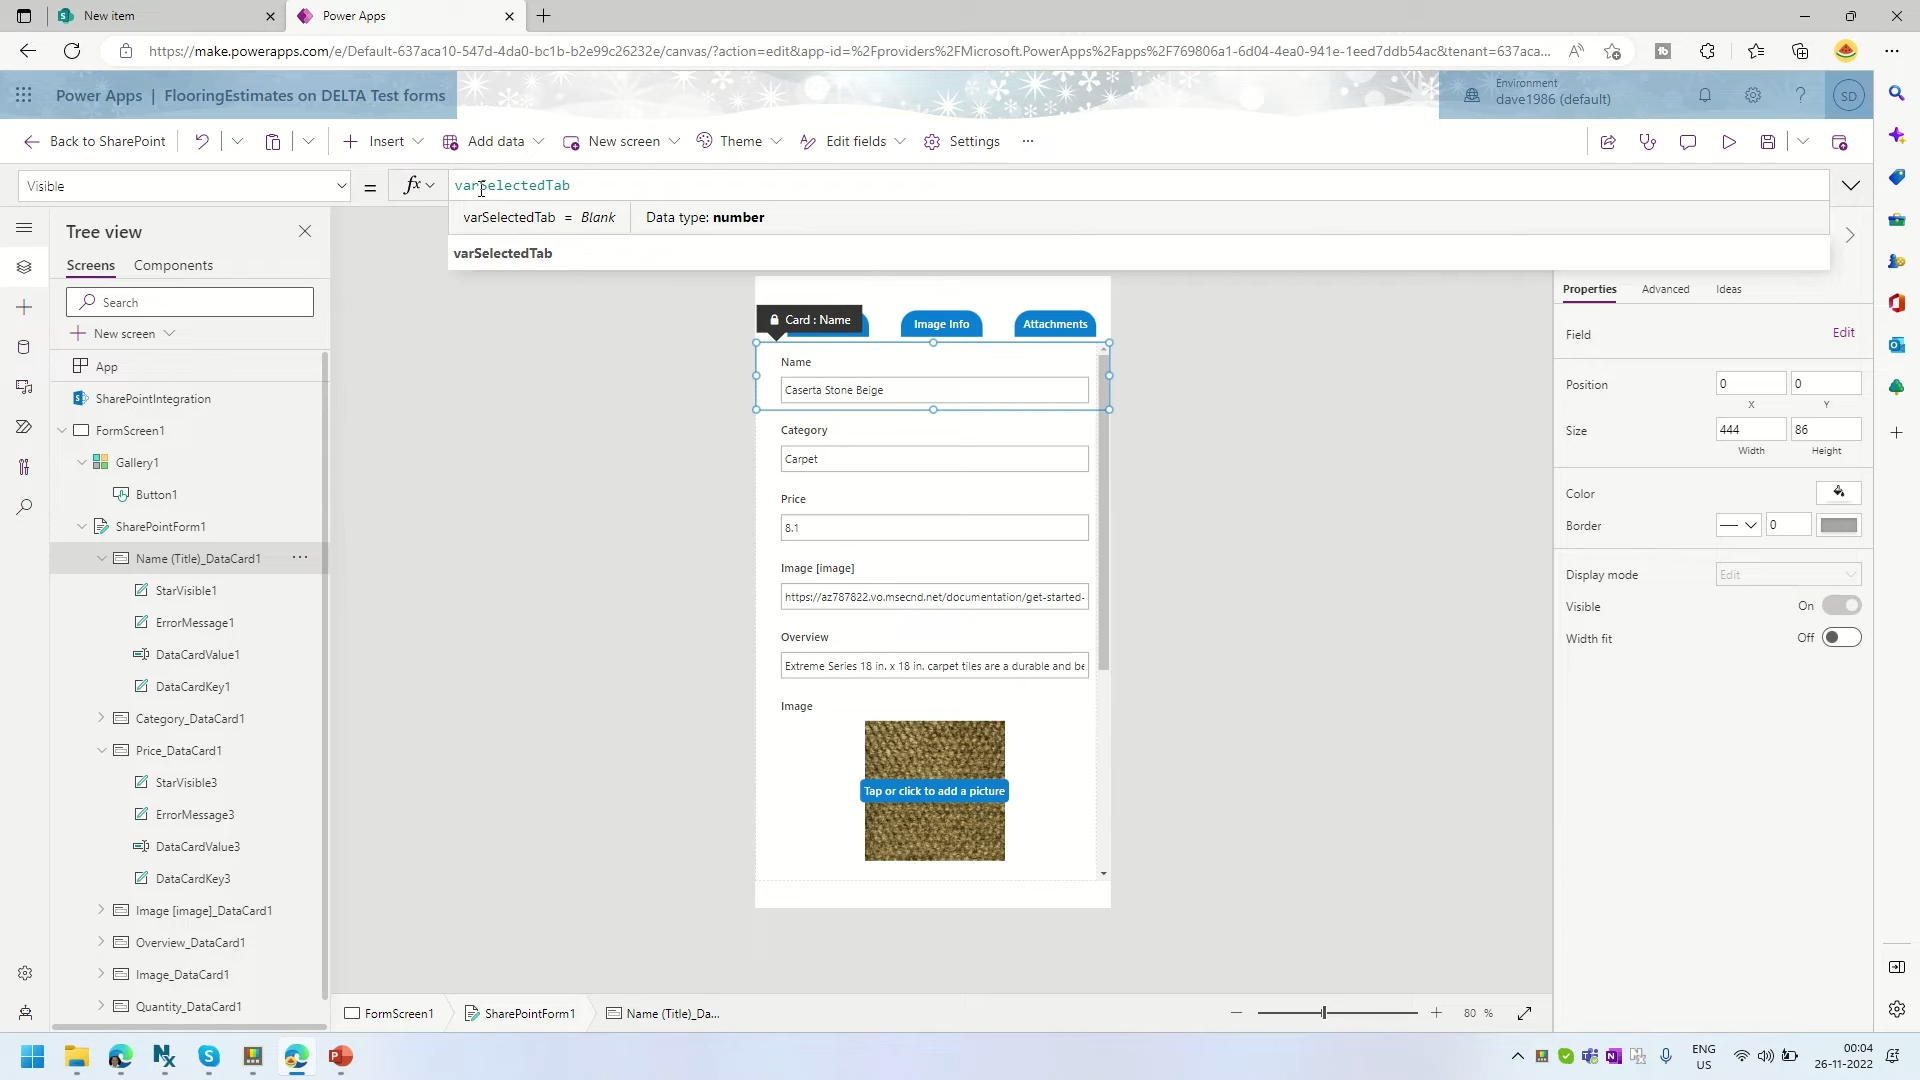 New item
Power Apps
https://make.powerapps.com/e/Default-637aca10-547d-4da0-bc1b-b2e99c26232e/canvas/?action=edit&app-id=%2Fproviders%2FMicrosoft.PowerApps%2Fapps%2F769806a1-6d04-4ea0-941e-1eed7ddb54ac&tenant=637aca...
Power Apps | FlooringEstimates on DELTA Test forms
Environment
dave1986 (default)
SD
Back to SharePoint
Insert
Add data
New screen
Theme
Edit fields
Settings
Visible
=
fx
varSelectedTab
varSelectedTab = Blank
Data type: number
varSelectedTab
Tree view
Screens
Components
Search
New screen
App
SharePointIntegration
FormScreen1
Gallery1
Button1
SharePointForm1
Name (Title)_DataCard1
StarVisible1
ErrorMessage1
DataCardValue1
DataCardKey1
Category_DataCard1
Price_DataCard1
StarVisible3
ErrorMessage3
DataCardValue3
DataCardKey3
Image [image]_DataCard1
Overview_DataCard1
Image_DataCard1
Quantity_DataCard1
Card : Name
Image Info
Attachments
Name
Caserta Stone Beige
Category
Carpet
Price
8.1
Image [image]
https://az787822.vo.msecnd.net/documentation/get-started-
Overview
Extreme Series 18 in. x 18 in. carpet tiles are a durable and be
Image
Tap or click to add a picture
Properties
Advanced
Ideas
Field
Edit
Position
0
0
X
Y
Size
444
86
Width
Height
Color
Border
0
Display mode
Edit
Visible
On
Width fit
Off
FormScreen1
SharePointForm1
Name (Title)_Da...
80 %
ENG
US
00:04
26-11-2022